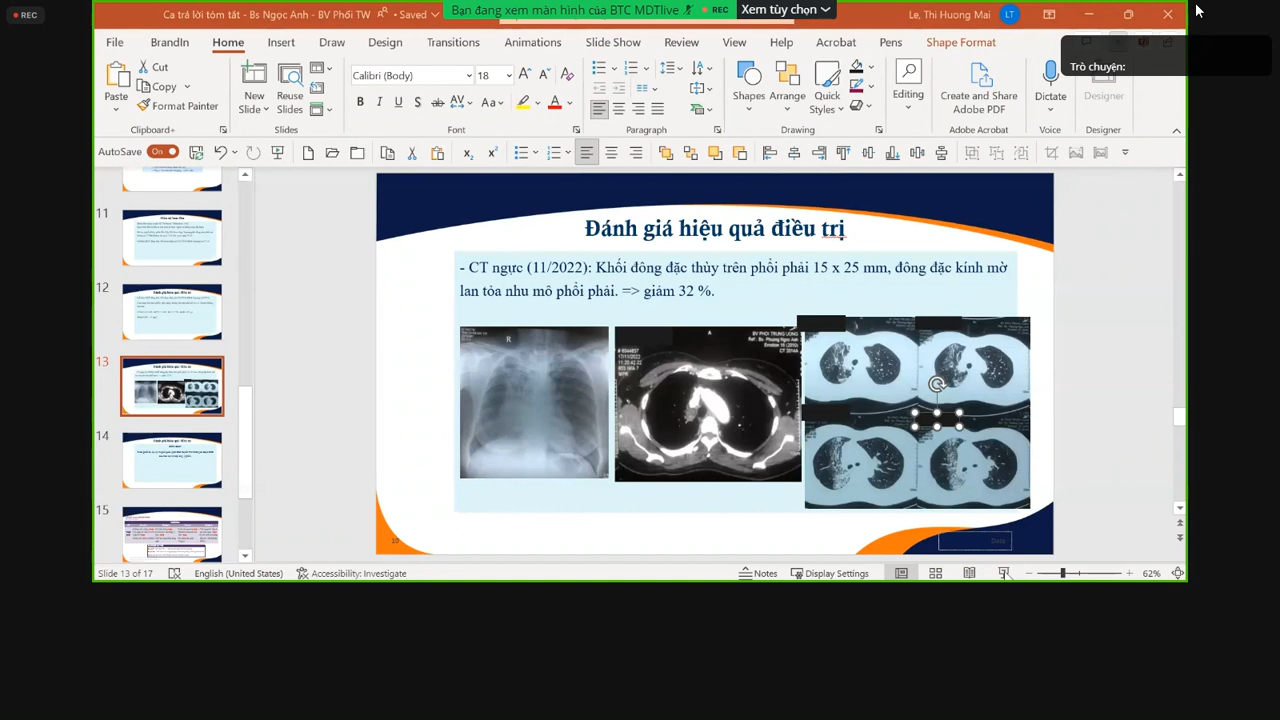 REC
Ca trả lời tóm tắt - Bs Ngọc Anh - BV Phổi TW • Saved
Bạn đang xem màn hình của BTC MDTlive
REC
Xem tùy chọn
Le, Thi Huong Mai
LT
File BrandIn Home Insert Draw Design Transitions Animations Slide Show Review View Help Acrobat Pens Shape Format
Trò chuyện:
Paste
Cut
Copy
Format Painter
New Slide
Reuse Slides
Calibri (Body) 18
Shapes Arrange Quick Styles
Editing
Create and Share Adobe PDF
Dictate
Designer
Clipboard Slides Font Paragraph Drawing Adobe Acrobat Voice Designer
AutoSave On
11
12
13
14
15
Đánh giá hiệu quả điều trị
- CT ngực (11/2022): Khối đông đặc thùy trên phổi phải 15 x 25 mm, đông đặc kính mờ
lan tỏa nhu mô phổi phải. => giảm 32 %.
R
A
10
Date
Slide 13 of 17 English (United States) Accessibility: Investigate Notes Display Settings 62%